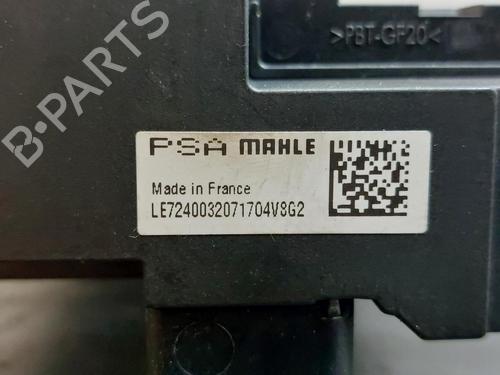 >PBT-GF20<
B-PARTS
PSA MAHLE
Made in France
LE7240032071704V8G2